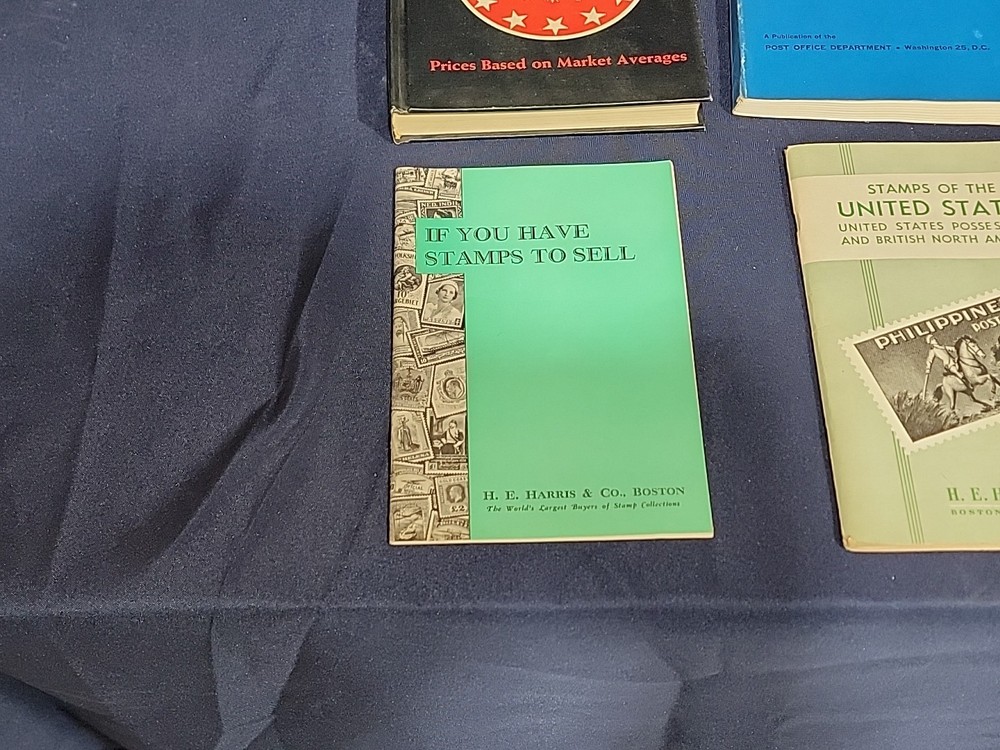 Prices Based on Market Averages
A Publication of the
POST OFFICE DEPARTMENT • Washington 25, D.C.
IF YOU HAVE
STAMPS TO SELL
H. E. HARRIS & CO., BOSTON
The World's Largest Buyers of Stamp Collections
STAMPS OF THE
UNITED STAT
UNITED STATES POSSES
AND BRITISH NORTH AM
PHILIPPINE
POST
H. E. H
BOSTON